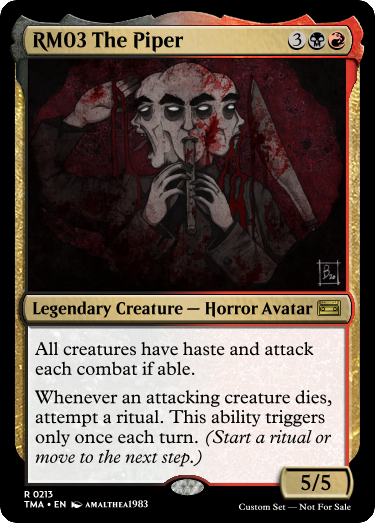 RM03 The Piper 3
Legendary Creature — Horror Avatar
All creatures have haste and attack
each combat if able.
Whenever an attacking creature dies,
attempt a ritual. This ability triggers
only once each turn. (Start a ritual or
move to the next step.)
5/5
R 0213
TMA • EN AMALTHEA1983
Custom Set — Not For Sale